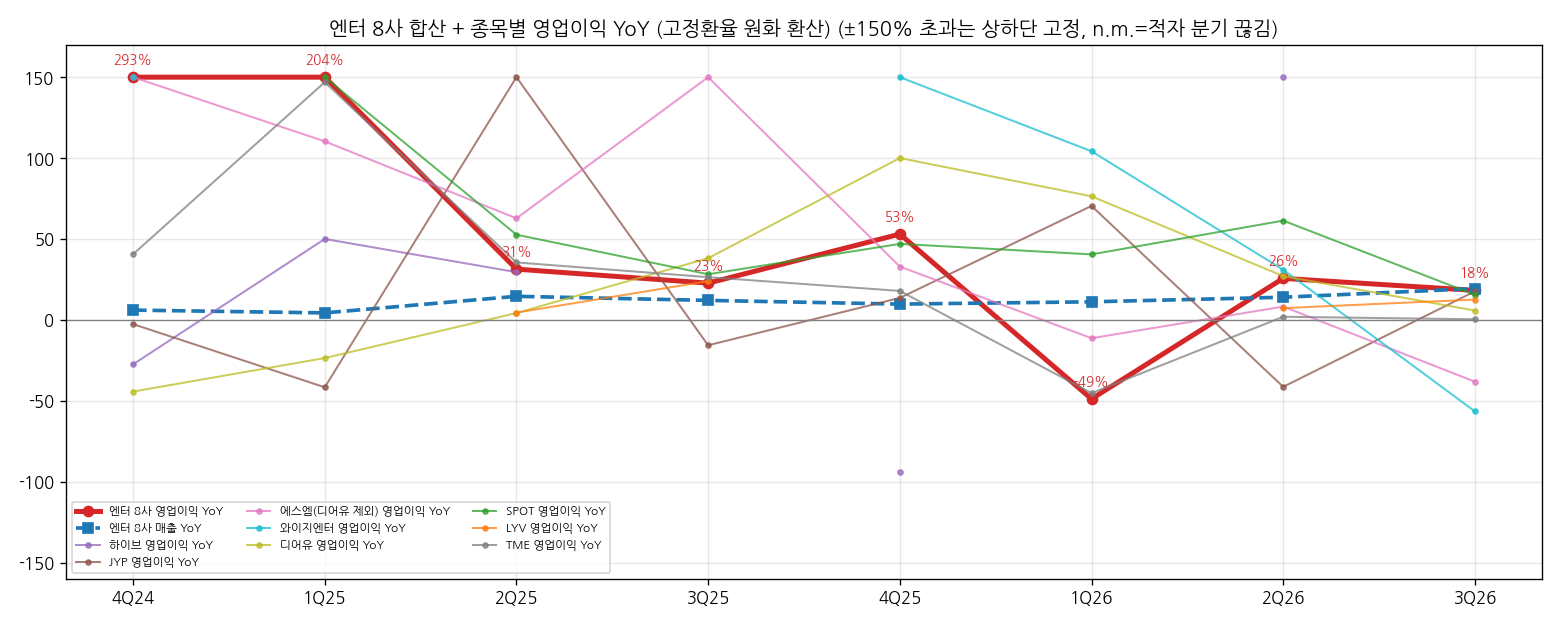 엔터 8사 합산 + 종목별 영업이익 YoY (고정환율 원화 환산) (±150% 초과는 상하단 고정, n.m.=적자 분기 끊김)
293%
204%
31%
23%
53%
-49%
26%
18%
150
100
50
0
-50
-100
-150
엔터 8사 영업이익 YoY
엔터 8사 매출 YoY
하이브 영업이익 YoY
JYP 영업이익 YoY
에스엠(디어유 제외) 영업이익 YoY
와이지엔터 영업이익 YoY
디어유 영업이익 YoY
SPOT 영업이익 YoY
LYV 영업이익 YoY
TME 영업이익 YoY
4Q24
1Q25
2Q25
3Q25
4Q25
1Q26
2Q26
3Q26